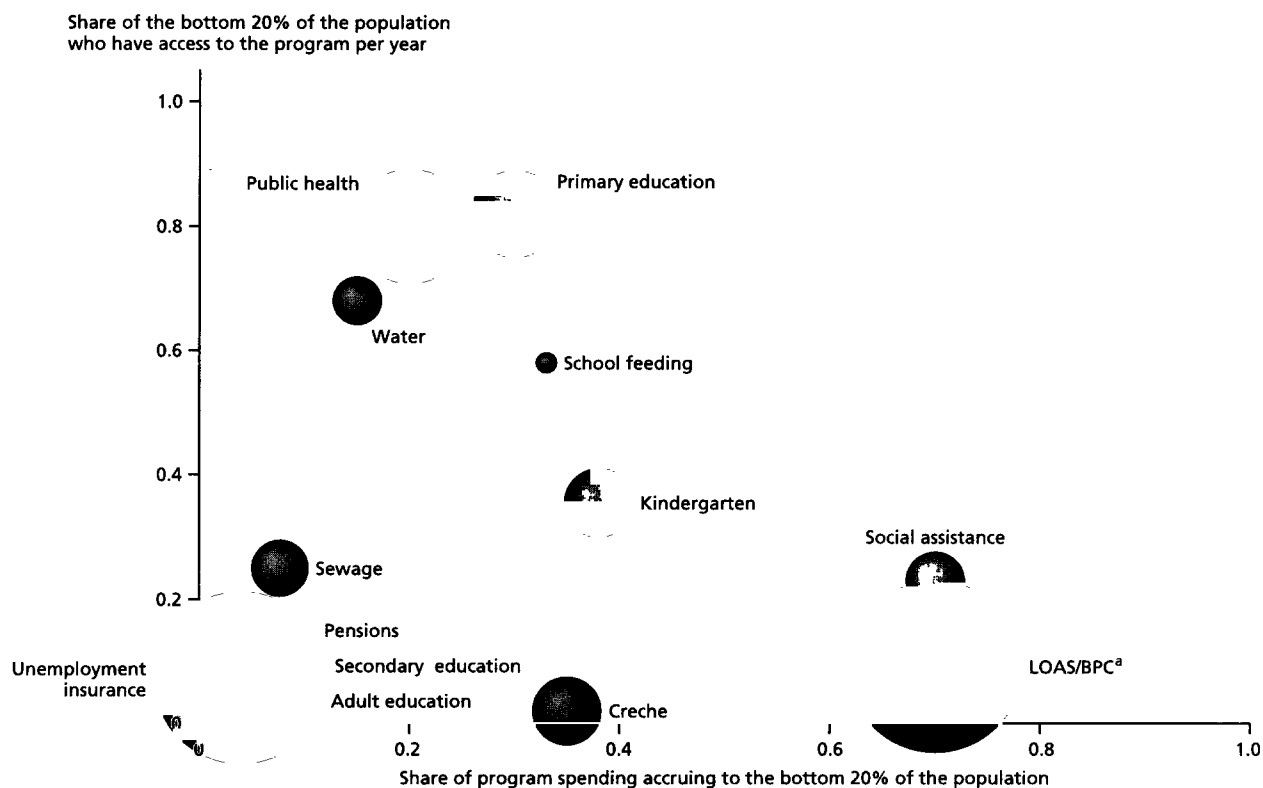 Share of the bottom 20% of the population
who have access to the program per year
1.0
Public health
Primary education
0.8
Water
0.6
School feeding
0.4
Kindergarten
Social assistance
Sewage
0.2
Pensions
Unemployment
insurance
Secondary education
LOAS/BPCᵃ
Adult education
Creche
0
0
0.2
0.4
0.6
0.8
1.0
Share of program spending accruing to the bottom 20% of the population